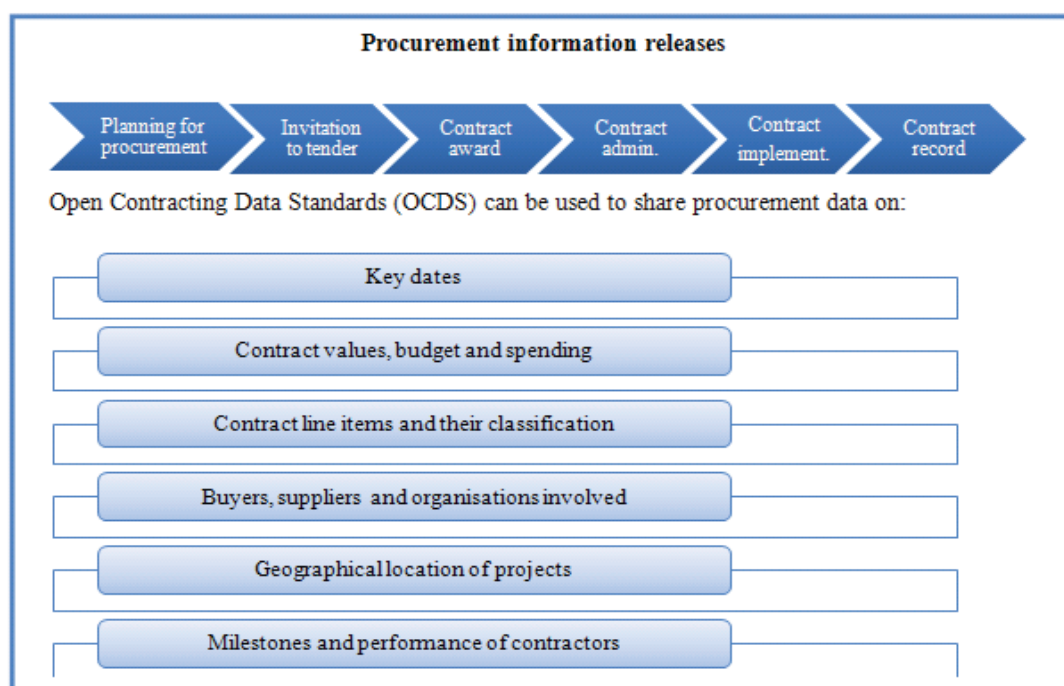 Procurement information releases
Planning for
procurement
Invitation
to tender
Contract
award
Contract
admin.
Contract
implement.
Contract
record
Open Contracting Data Standards (OCDS) can be used to share procurement data on:
Key dates
Contract values, budget and spending
Contract line items and their classification
Buyers, suppliers and organisations involved
Geographical location of projects
Milestones and performance of contractors